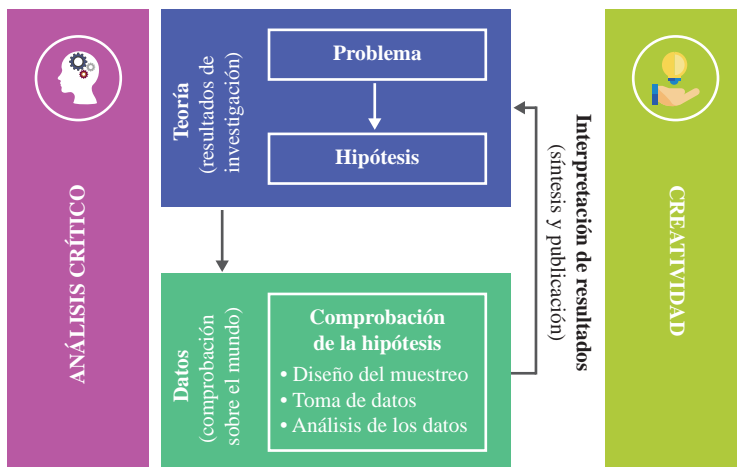 ANÁLISIS CRÍTICO
Teoría
(resultados de
investigación)
Problema
Hipótesis
Datos
(comprobación
sobre el mundo)
Comprobación
de la hipótesis
• Diseño del muestreo
• Toma de datos
• Análisis de los datos
Interpretación de resultados
(síntesis y publicación)
CREATIVIDAD